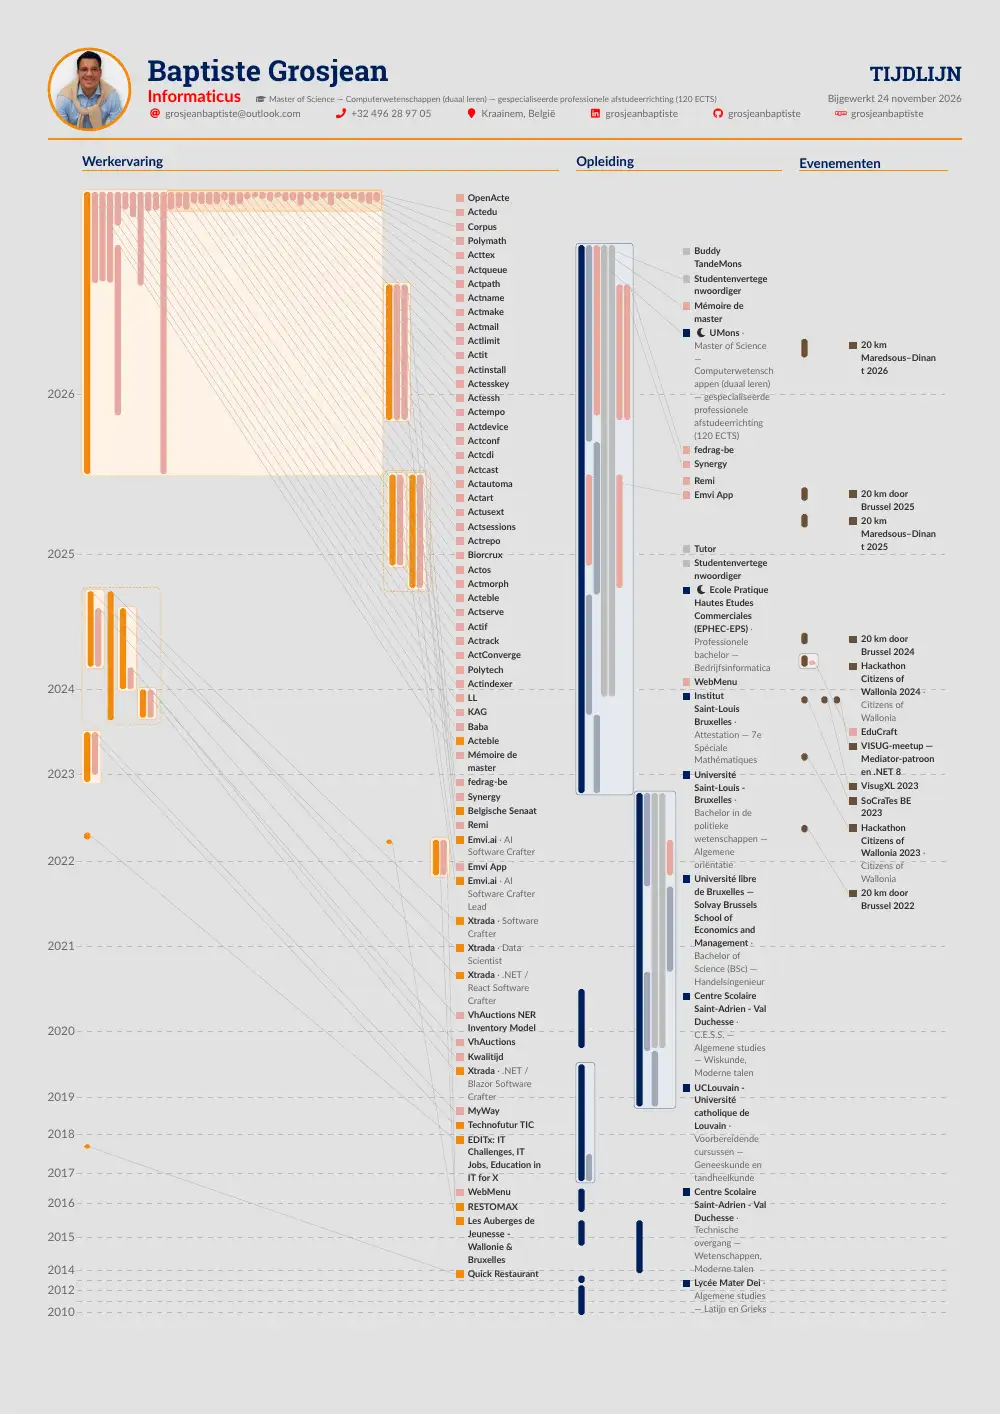 Baptiste Grosjean
TIJDLIJN
Informaticus
Master of Science — Computerwetenschappen (duaal leren) — gespecialiseerde professionele afstudeerrichting (120 ECTS)
Bijgewerkt 24 november 2026
grosjeanbaptiste@outlook.com
+32 496 28 97 05
Kraainem, België
grosjeanbaptiste
grosjeanbaptiste
grosjeanbaptiste
Werkervaring
OpenActe
Actedu
Corpus
Polymath
Acttex
Actqueue
Actpath
Actname
Actmake
Actmail
Actlimit
Actit
Actinstall
Actesskey
Actessh
Actempo
Actdevice
Actconf
Actcdi
Actcast
Actautoma
Actart
Actusext
Actsessions
Actrepo
Biorcrux
Actos
Actmorph
Acteble
Actserve
Actif
Actrack
ActConverge
Polytech
Actindexer
LL
KAG
Baba
Acteble
Mémoire de
master
fedrag-be
Synergy
Belgische Senaat
Remi
Emvi.ai · AI
Software Crafter
Emvi App
Emvi.ai · AI
Software Crafter
Lead
Xtrada · Software
Crafter
Xtrada · Data
Scientist
Xtrada · .NET /
React Software
Crafter
VhAuctions NER
Inventory Model
VhAuctions
Kwalitijd
Xtrada · .NET /
Blazor Software
Crafter
MyWay
Technofutur TIC
EDITx: IT
Challenges, IT
Jobs, Education in
IT for X
WebMenu
RESTOMAX
Les Auberges de
Jeunesse -
Wallonie &
Bruxelles
Quick Restaurant
Opleiding
Buddy
TandeMons
Studentenvertege
nwoordiger
Mémoire de
master
UMons ·
Master of Science
—
Computerwetensch
appen (duaal leren)
— gespecialiseerde
professionele
afstudeerrichting
(120 ECTS)
fedrag-be
Synergy
Remi
Emvi App
Tutor
Studentenvertege
nwoordiger
Ecole Pratique
Hautes Etudes
Commerciales
(EPHEC-EPS) ·
Professionele
bachelor —
Bedrijfsinformatica
WebMenu
Institut
Saint-Louis
Bruxelles ·
Attestation — 7e
Spéciale
Mathématiques
Université
Saint-Louis -
Bruxelles ·
Bachelor in de
politieke
wetenschappen —
Algemene
oriëntatie
Université libre
de Bruxelles —
Solvay Brussels
School of
Economics and
Management ·
Bachelor of
Science (BSc) —
Handelsingenieur
Centre Scolaire
Saint-Adrien - Val
Duchesse ·
C.E.S.S. —
Algemene studies
— Wiskunde,
Moderne talen
UCLouvain -
Université
catholique de
Louvain ·
Voorbereidende
cursussen —
Geneeskunde en
tandheelkunde
Centre Scolaire
Saint-Adrien - Val
Duchesse ·
Technische
overgang —
Wetenschappen,
Moderne talen
Lycée Mater Dei ·
Algemene studies
— Latijn en Grieks
Evenementen
20 km
Maredsous–Dinan
t 2026
20 km door
Brussel 2025
20 km
Maredsous–Dinan
t 2025
20 km door
Brussel 2024
Hackathon
Citizens of
Wallonia 2024 ·
Citizens of
Wallonia
EduCraft
VISUG-meetup —
Mediator-patroon
en .NET 8
VisugXL 2023
SoCraTes BE
2023
Hackathon
Citizens of
Wallonia 2023 ·
Citizens of
Wallonia
20 km door
Brussel 2022
2026
2025
2024
2023
2022
2021
2020
2019
2018
2017
2016
2015
2014
2012
2010